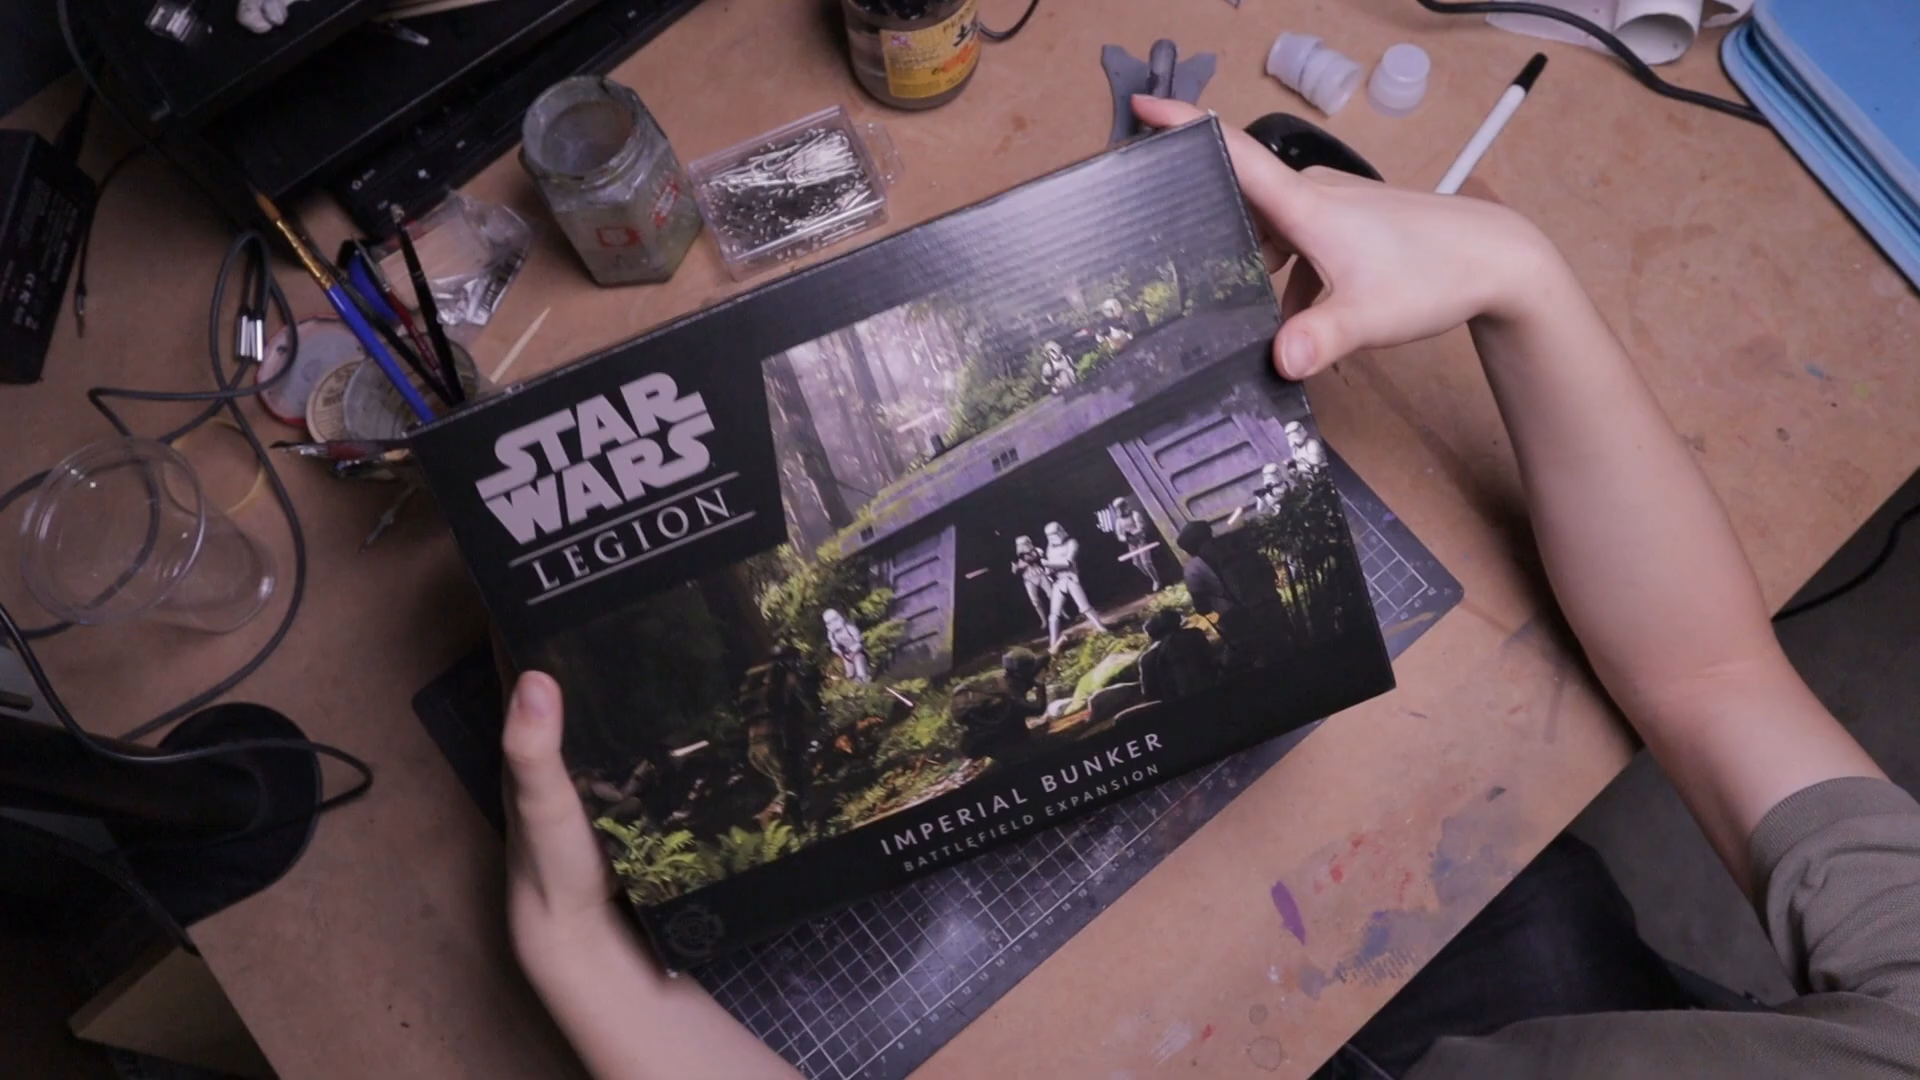 STAR
WARS
LEGION
IMPERIAL BUNKER
BATTLEFIELD EXPANSION